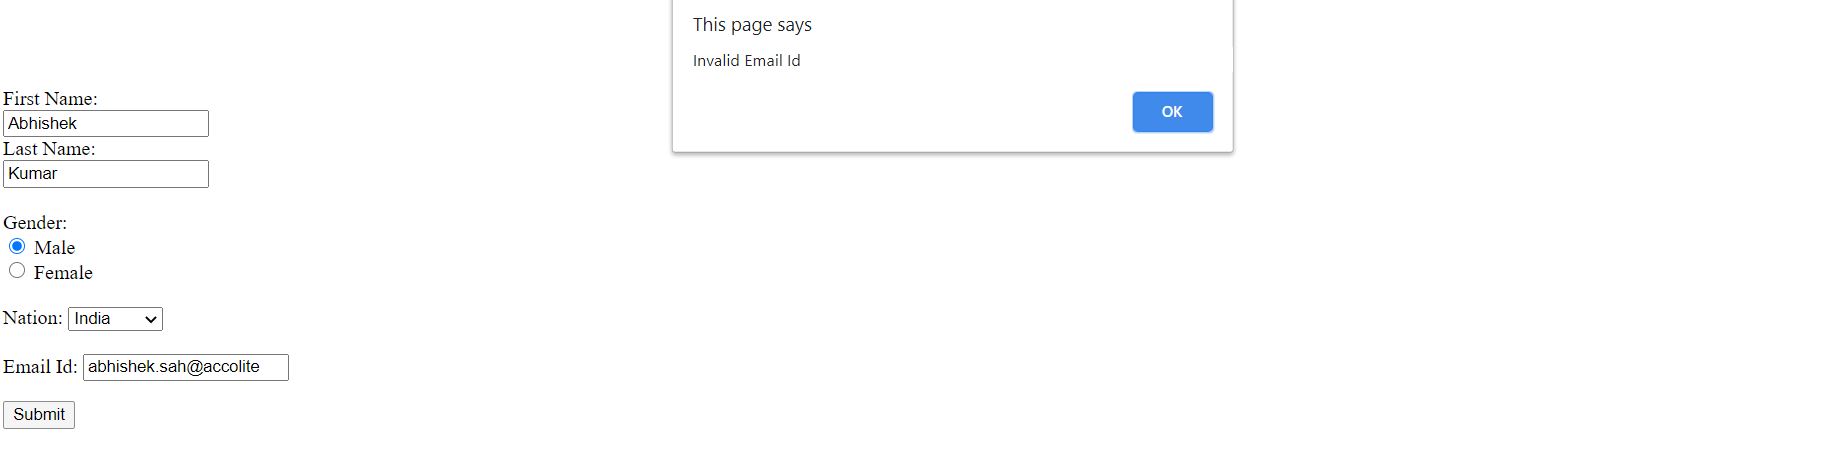 This page says
Invalid Email Id
OK
First Name:
Abhishek
Last Name:
Kumar
Gender:
Male
Female
Nation: India
Email Id: abhishek.sah@accolite
Submit